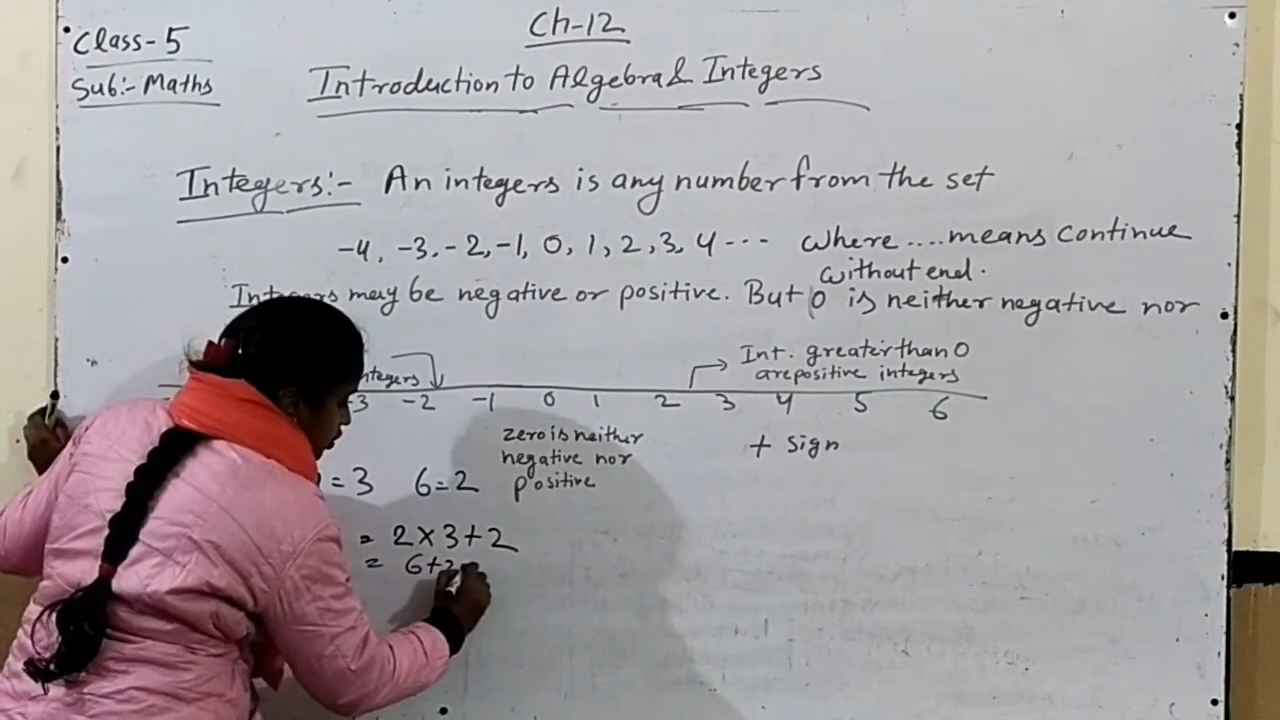 Class-5
Ch-12
Sub:- Maths
Introduction to Algebra & Integers
Integers:- An integers is any number from the set
-4, -3, -2, -1, 0, 1, 2, 3, 4 --- where .... means continue
without end.
may be negative or positive. But 0 is neither negative nor
Int. greater than 0
are positive integers
-2 -1 0 1 2 3 4 5 6
zero is neither
negative nor
positive
+ sign
= 3 6=2
= 2×3+2
= 6+